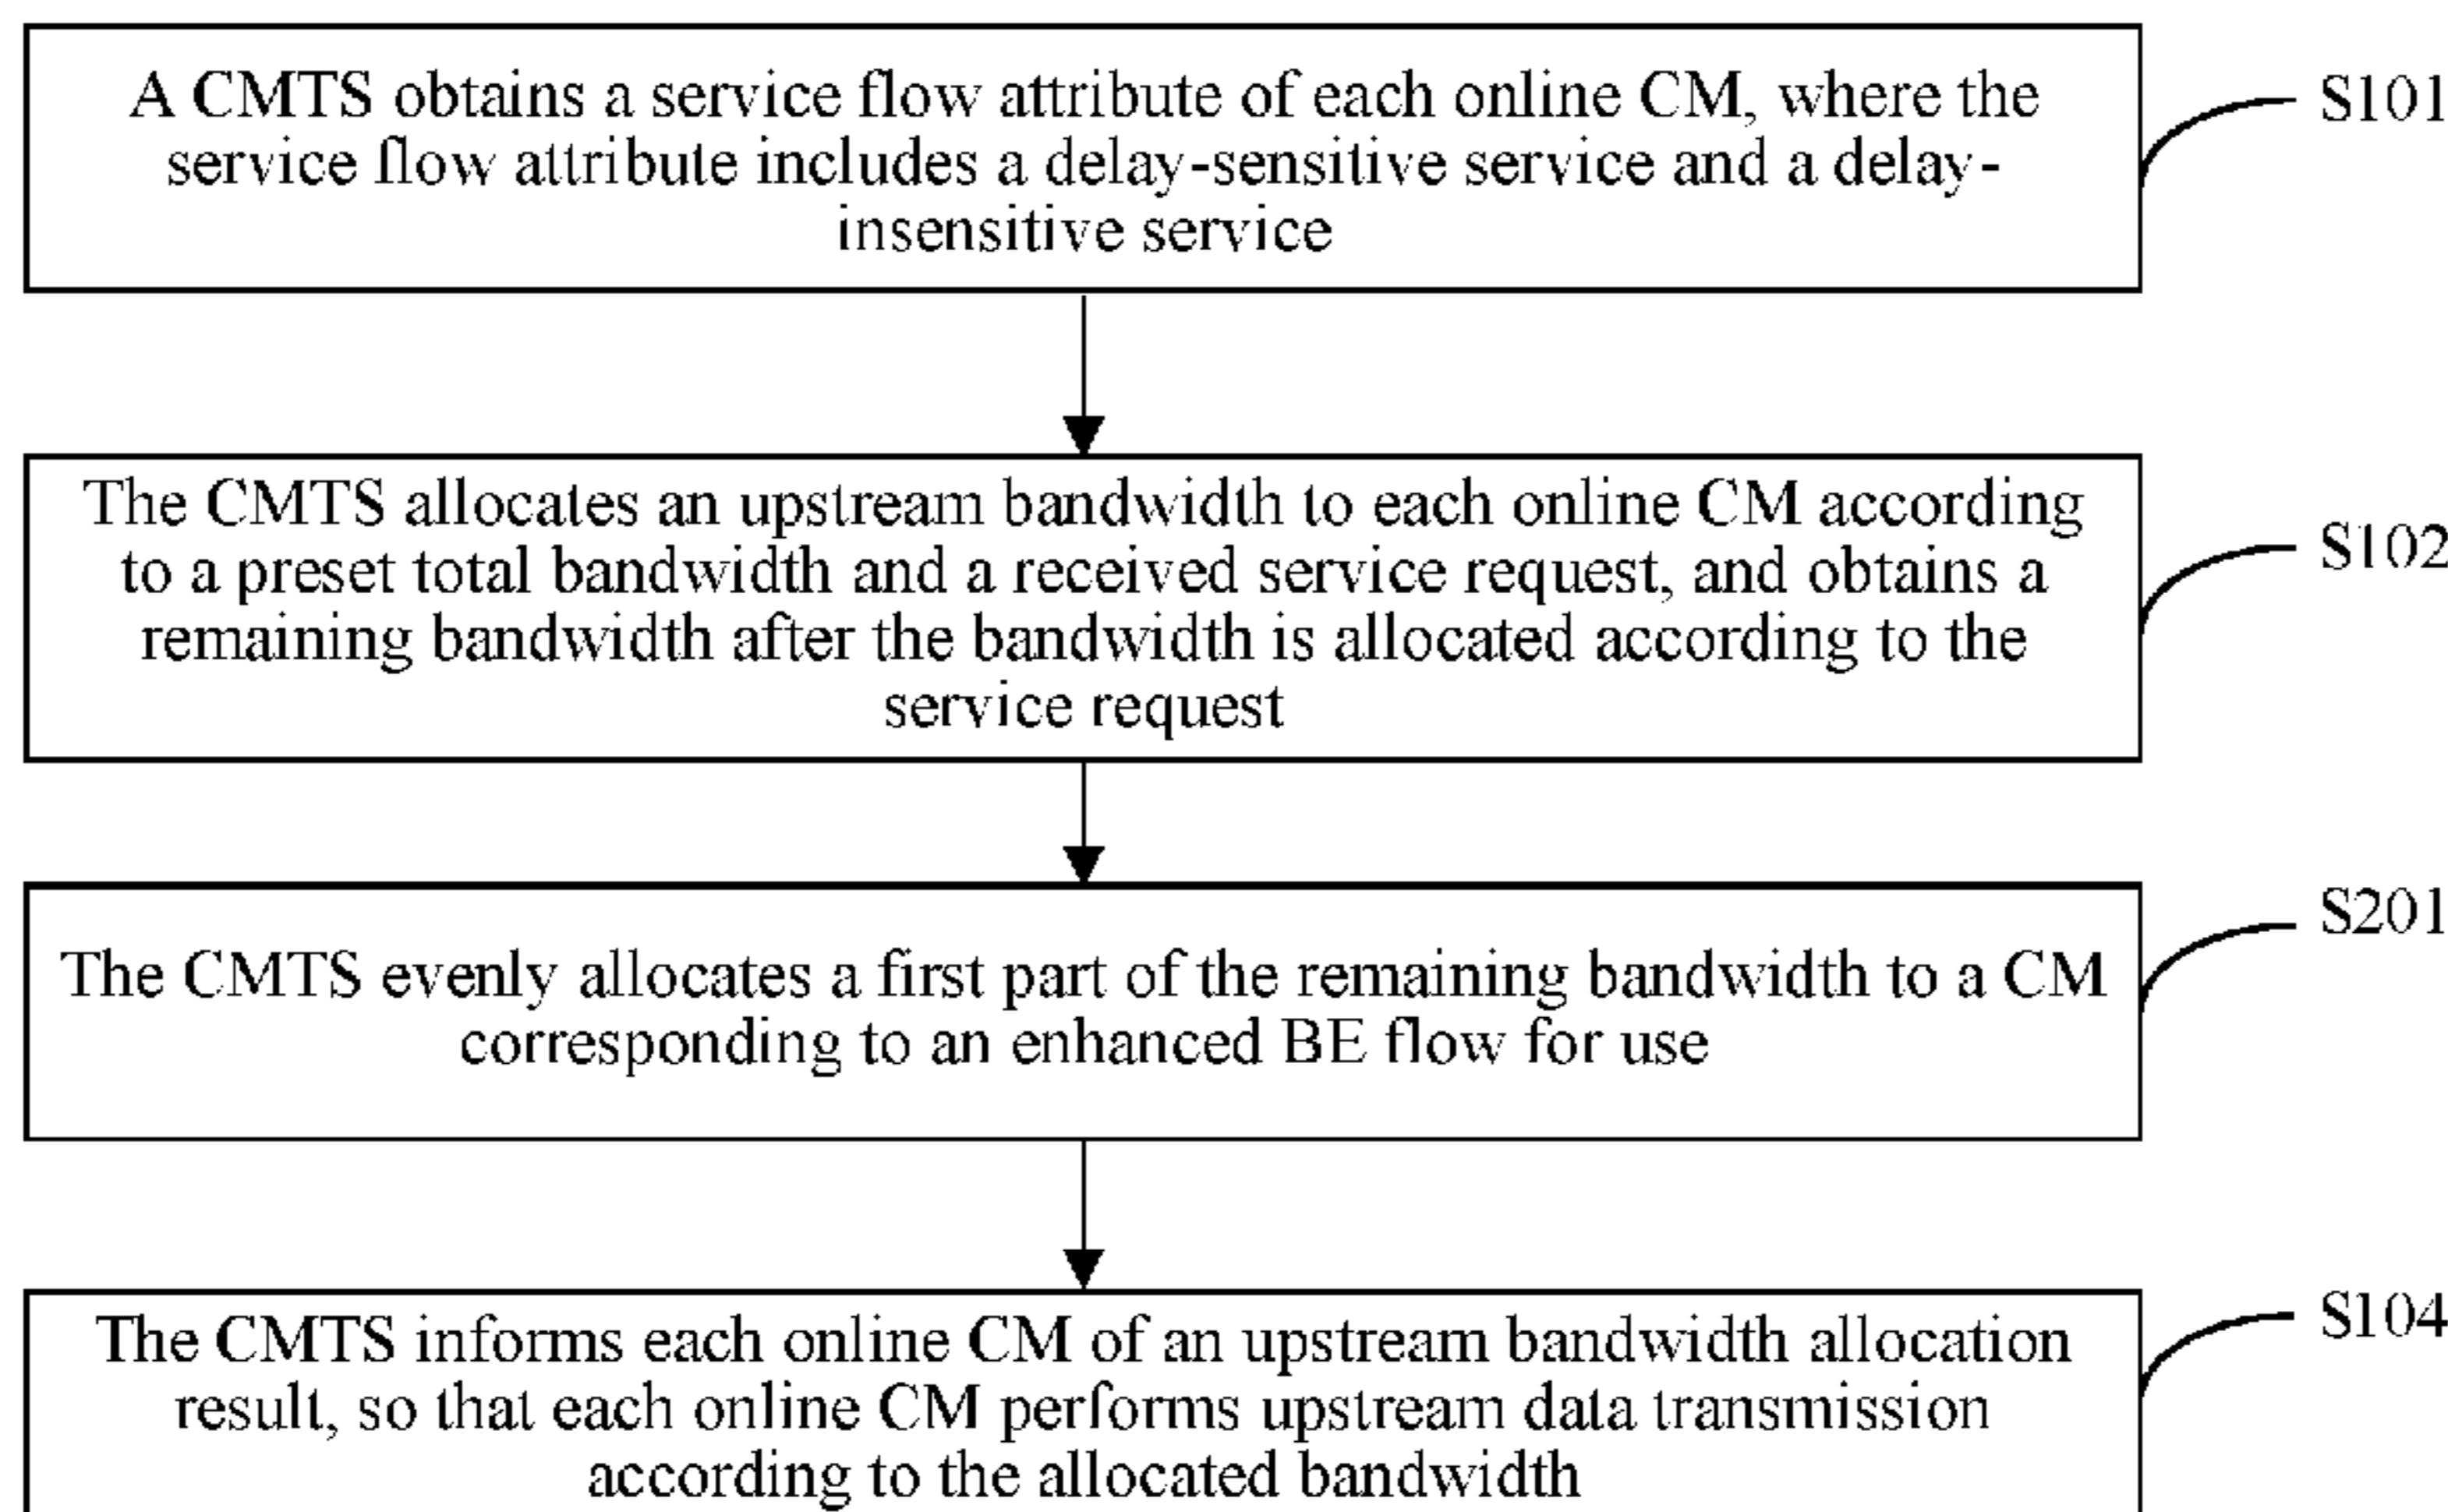 A CMTS obtains a service flow attribute of each online CM, where the
service flow attribute includes a delay-sensitive service and a delay-
insensitive service
S101
The CMTS allocates an upstream bandwidth to each online CM according
to a preset total bandwidth and a received service request, and obtains a
remaining bandwidth after the bandwidth is allocated according to the
service request
S102
The CMTS evenly allocates a first part of the remaining bandwidth to a CM
corresponding to an enhanced BE flow for use
S201
The CMTS informs each online CM of an upstream bandwidth allocation
result, so that each online CM performs upstream data transmission
according to the allocated bandwidth
S104